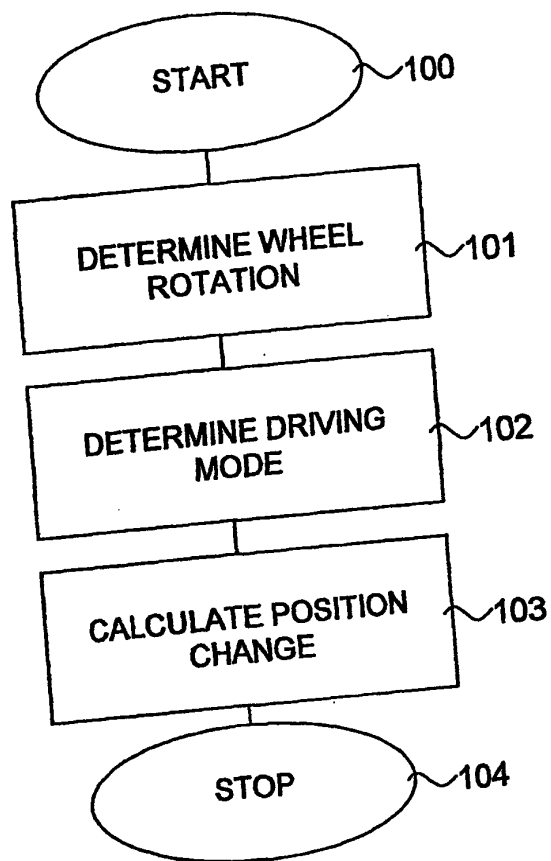 START
100
DETERMINE WHEEL
ROTATION
101
DETERMINE DRIVING
MODE
102
CALCULATE POSITION
CHANGE
103
STOP
104